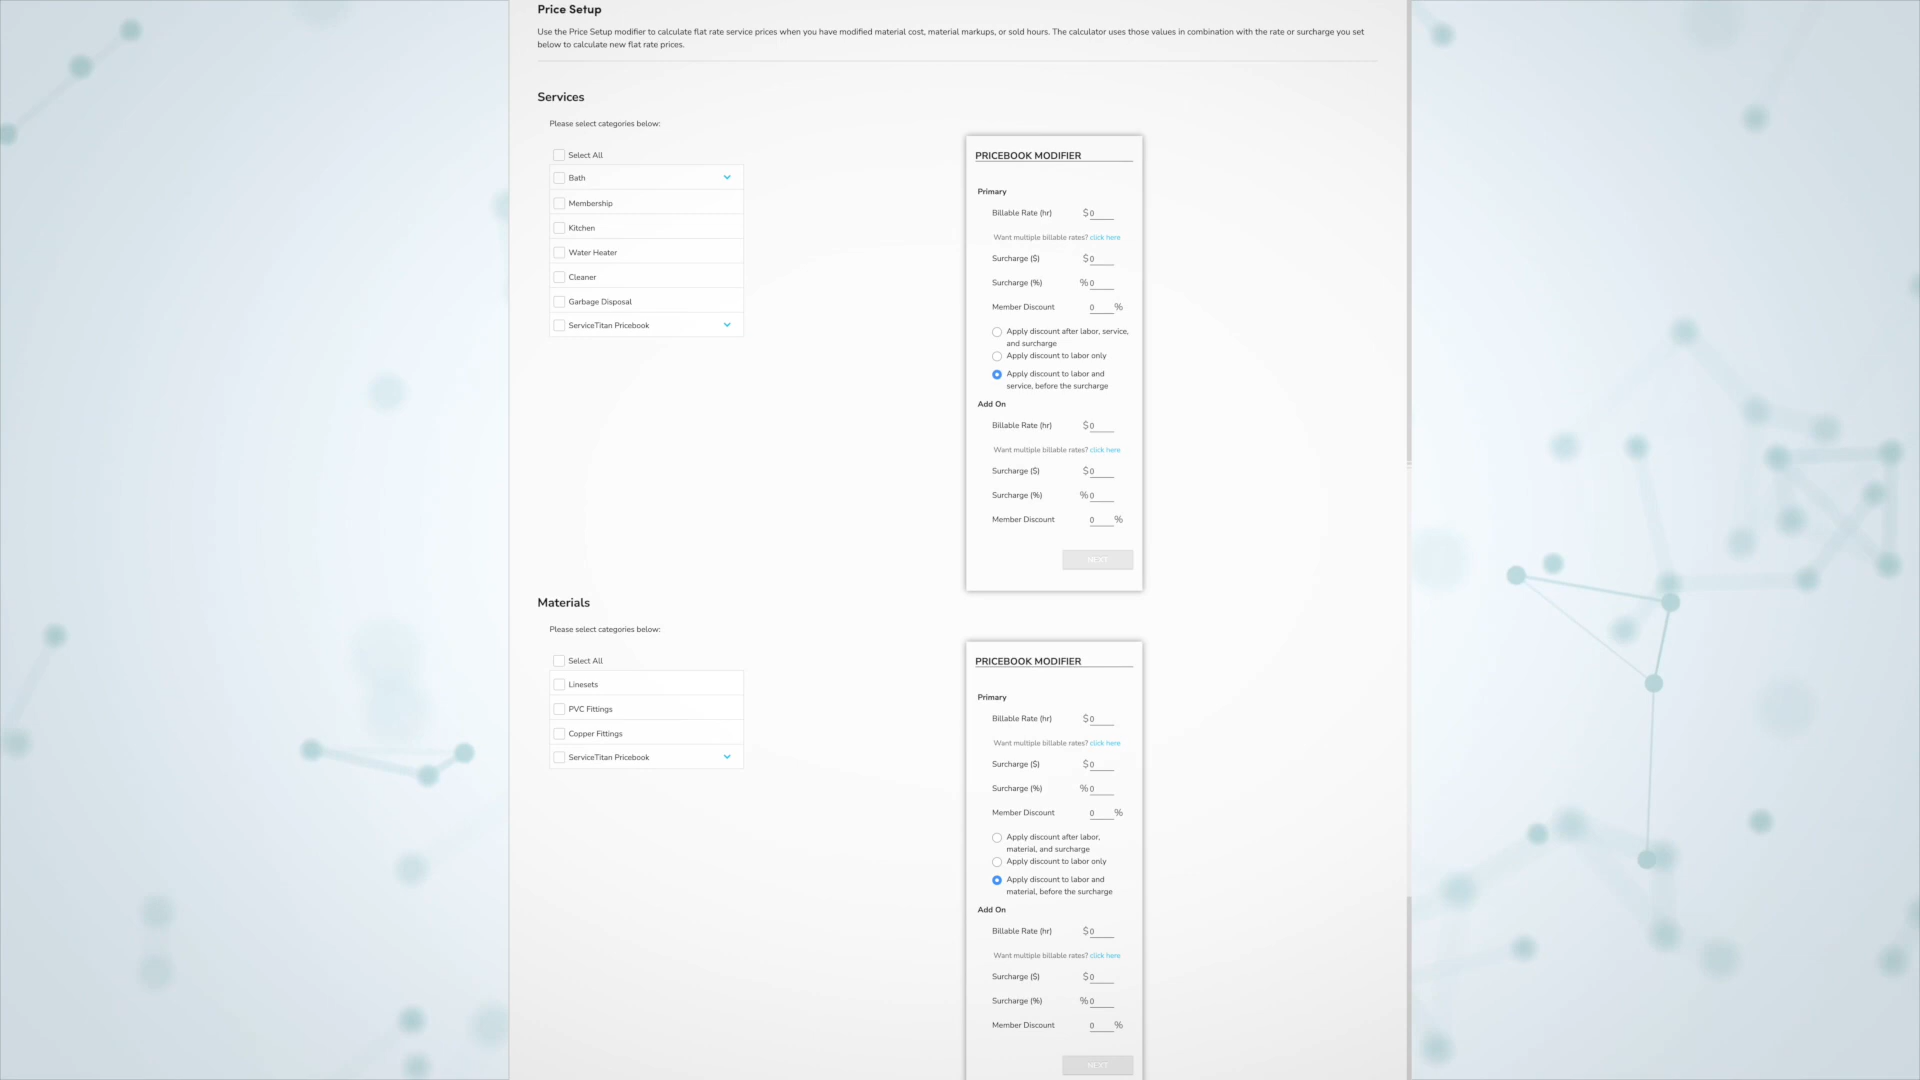 Price Setup
Use the Price Setup modifier to calculate flat rate service prices when you have modified material cost, material markups, or sold hours. The calculator uses those values in combination with the rate or surcharge you set
below to calculate new flat rate prices.
Services
Please select categories below:
Select All
Bath
Membership
Kitchen
Water Heater
Cleaner
Garbage Disposal
ServiceTitan Pricebook
PRICEBOOK MODIFIER
Primary
Billable Rate (hr) $ 0
Want multiple billable rates? click here
Surcharge ($) $ 0
Surcharge (%) % 0
Member Discount 0 %
Apply discount after labor, service,
and surcharge
Apply discount to labor only
Apply discount to labor and
service, before the surcharge
Add On
Billable Rate (hr) $ 0
Want multiple billable rates? click here
Surcharge ($) $ 0
Surcharge (%) % 0
Member Discount 0 %
NEXT
Materials
Please select categories below:
Select All
Linesets
PVC Fittings
Copper Fittings
ServiceTitan Pricebook
PRICEBOOK MODIFIER
Primary
Billable Rate (hr) $ 0
Want multiple billable rates? click here
Surcharge ($) $ 0
Surcharge (%) % 0
Member Discount 0 %
Apply discount after labor,
material, and surcharge
Apply discount to labor only
Apply discount to labor and
material, before the surcharge
Add On
Billable Rate (hr) $ 0
Want multiple billable rates? click here
Surcharge ($) $ 0
Surcharge (%) % 0
Member Discount 0 %
NEXT